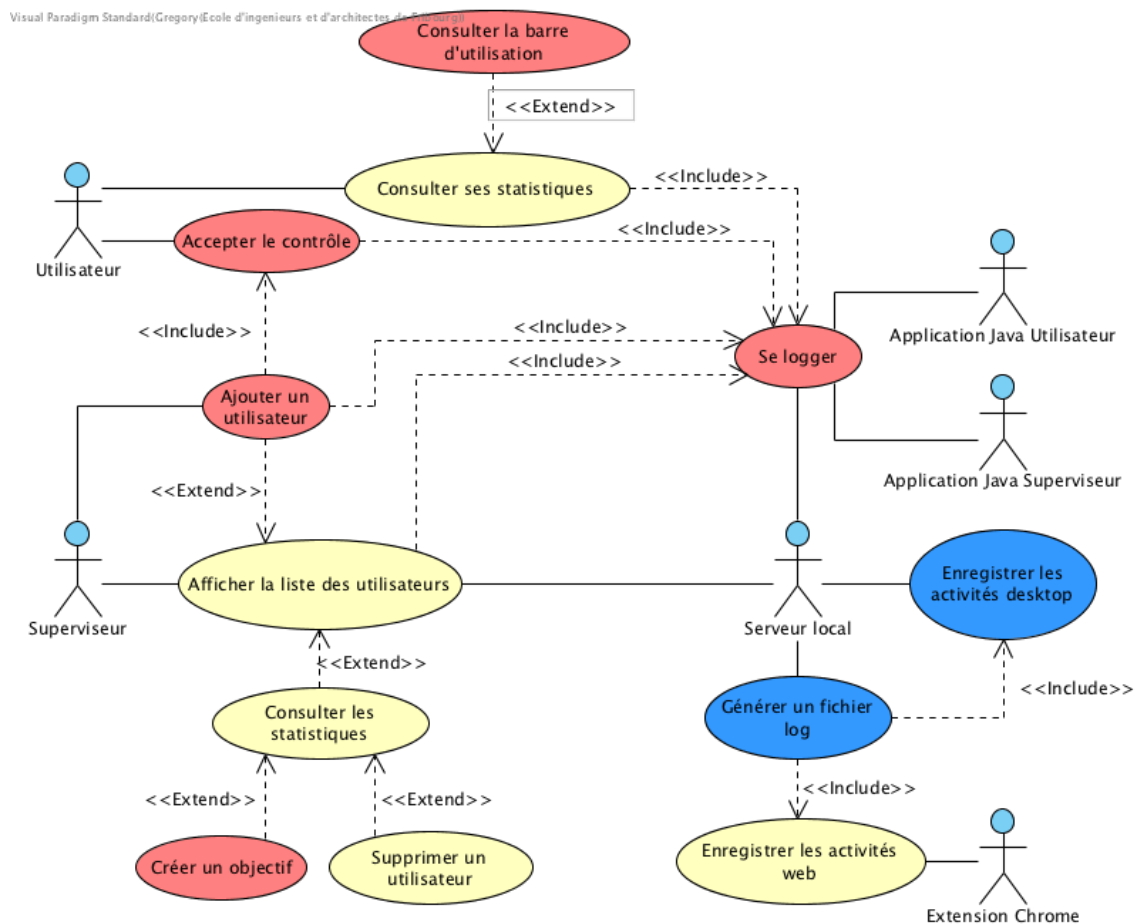 Visual Paradigm Standard(Gregory(Ecole d'ingenieurs et d'architectes de Fribourg))
Consulter la barre
d'utilisation
<<Extend>>
Consulter ses statistiques
<<Include>>
Utilisateur
Accepter le contrôle
<<Include>>
Application Java Utilisateur
<<Include>>
<<Include>>
<<Include>>
Se logger
Ajouter un
utilisateur
Application Java Superviseur
<<Extend>>
Superviseur
Afficher la liste des utilisateurs
Serveur local
Enregistrer les
activités desktop
<<Extend>>
<<Include>>
Consulter les
statistiques
Générer un fichier
log
<<Extend>>
<<Extend>>
<<Include>>
Créer un objectif
Supprimer un
utilisateur
Enregistrer les activités
web
Extension Chrome